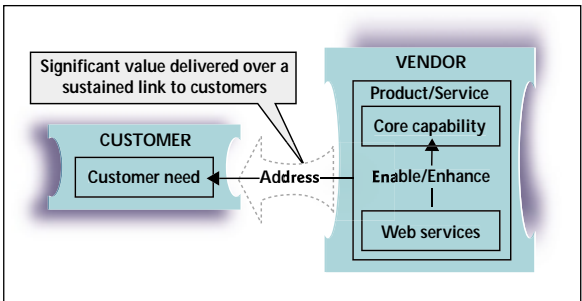 Significant value delivered over a
sustained link to customers
VENDOR
Product/Service
Core capability
CUSTOMER
Customer need
Address
Enable/Enhance
Web services